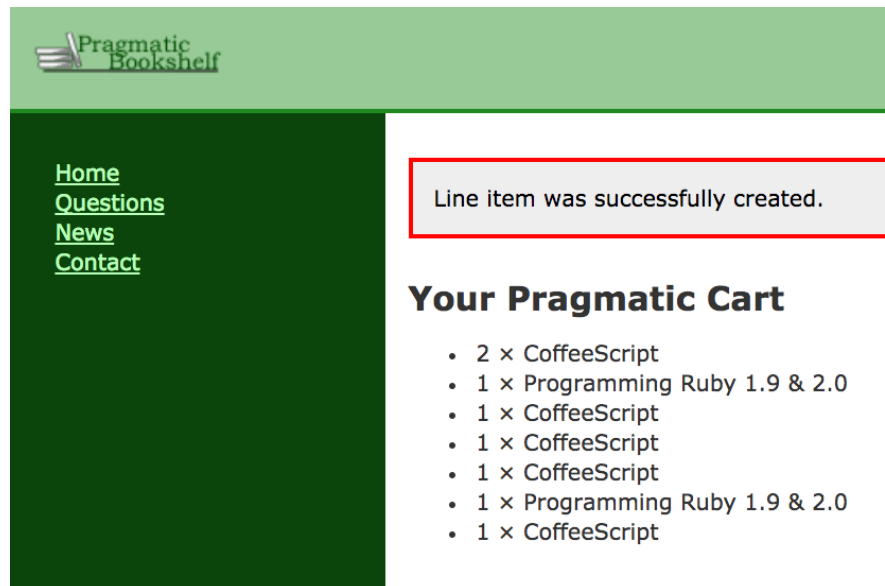 Pragmatic
Bookshelf
Home
Questions
News
Contact
Line item was successfully created.
Your Pragmatic Cart
• 2 × CoffeeScript
• 1 × Programming Ruby 1.9 & 2.0
• 1 × CoffeeScript
• 1 × CoffeeScript
• 1 × CoffeeScript
• 1 × Programming Ruby 1.9 & 2.0
• 1 × CoffeeScript